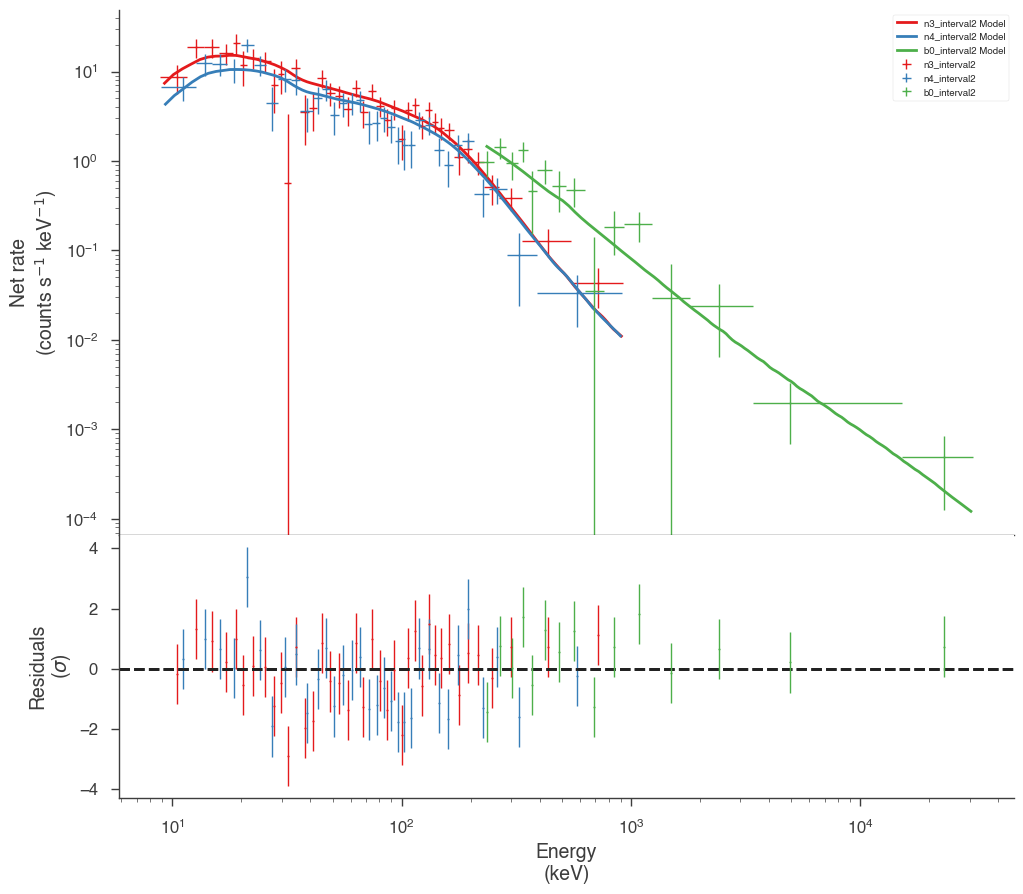 n3_interval2 Model
n4_interval2 Model
b0_interval2 Model
n3_interval2
n4_interval2
b0_interval2
Net rate
(counts s⁻¹ keV⁻¹)
10¹
10⁰
10⁻¹
10⁻²
10⁻³
10⁻⁴
Residuals
(σ)
4
2
0
−2
−4
10¹
10²
10³
10⁴
Energy
(keV)